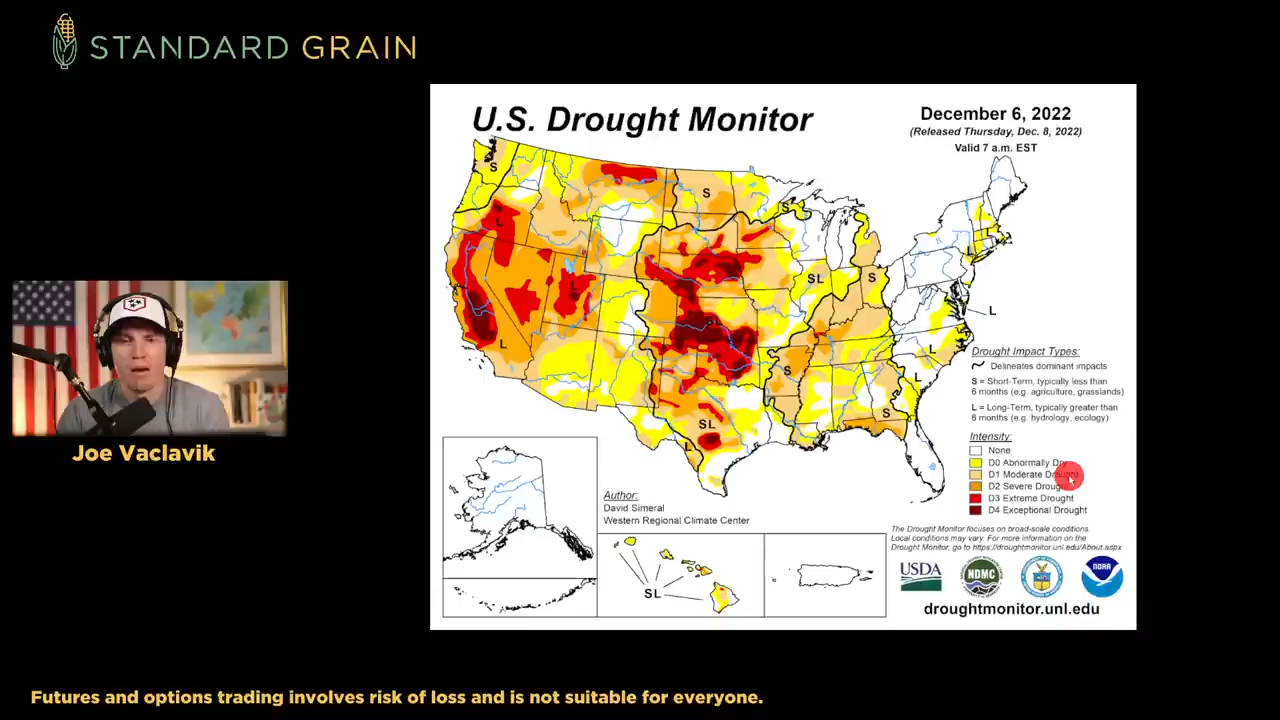 STANDARD GRAIN
U.S. Drought Monitor
December 6, 2022
(Released Thursday, Dec. 8, 2022)
Valid 7 a.m. EST
S
L
S
S
SL
S
L
L
L
L
S
L
L
S
SL
L
Drought Impact Types:
Delineates dominant impacts
S = Short-Term, typically less than
6 months (e.g. agriculture, grasslands)
L = Long-Term, typically greater than
6 months (e.g. hydrology, ecology)
Intensity:
None
D0 Abnormally Dry
D1 Moderate Drought
D2 Severe Drought
D3 Extreme Drought
D4 Exceptional Drought
Joe Vaclavik
Author:
David Simeral
Western Regional Climate Center
SL
The Drought Monitor focuses on broad-scale conditions.
Local conditions may vary. For more information on the
Drought Monitor, go to https://droughtmonitor.unl.edu/About.aspx
USDA
NDMC
NOAA
droughtmonitor.unl.edu
Futures and options trading involves risk of loss and is not suitable for everyone.